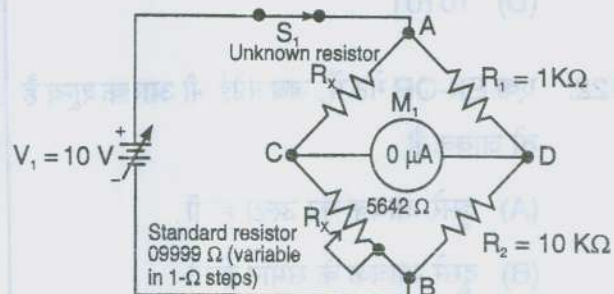 S₁
A
Unknown resistor
Rₓ
R₁ = 1KΩ
M₁
+
V₁ = 10 V
−
C
0 μA
D
5642 Ω
Rₓ
R₂ = 10 KΩ
Standard resistor
09999 Ω (variable
in 1-Ω steps)
B